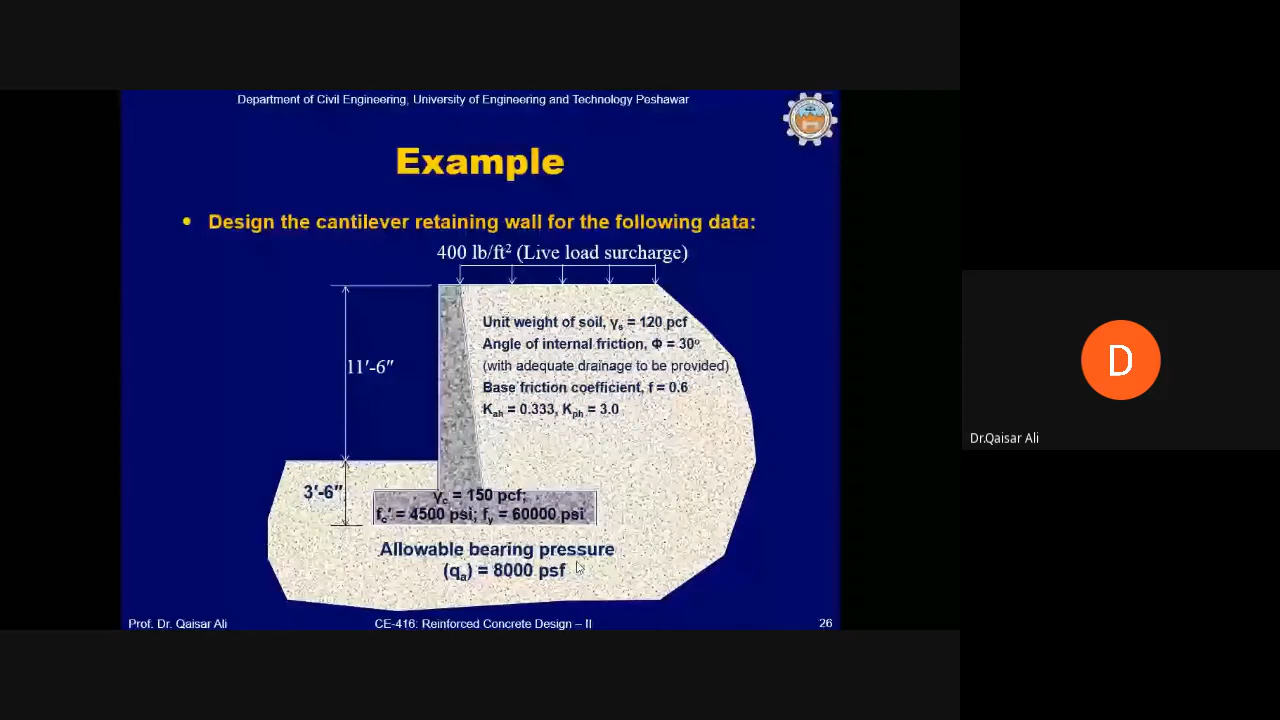 Department of Civil Engineering, University of Engineering and Technology Peshawar
Example
• Design the cantilever retaining wall for the following data:
400 lb/ft² (Live load surcharge)
Unit weight of soil, γs = 120 pcf
Angle of internal friction, Φ = 30º
11′-6″
(with adequate drainage to be provided)
Base friction coefficient, f = 0.6
Kah = 0.333, Kph = 3.0
3′-6″
γc = 150 pcf;
fc′ = 4500 psi; fy = 60000 psi
Allowable bearing pressure
(qa) = 8000 psf
Prof. Dr. Qaisar Ali
CE-416: Reinforced Concrete Design – II
26
D
Dr.Qaisar Ali